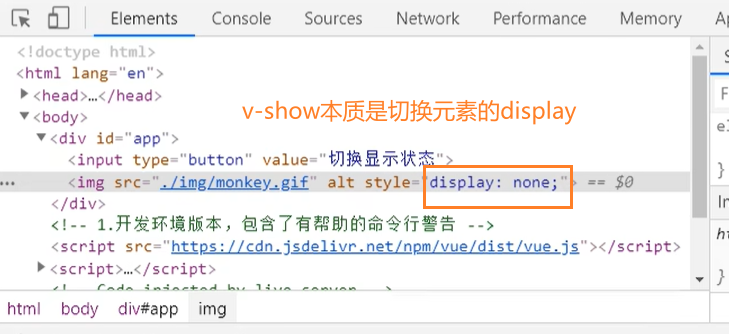 Elements Console Sources Network Performance Memory Ap
<!doctype html>
<html lang="en">
<head>…</head>
v-show本质是切换元素的display
<body>
<div id="app">
<input type="button" value="切换显示状态">
<img src="./img/monkey.gif" alt style="display: none;"> == $0
</div>
<!-- 1.开发环境版本，包含了有帮助的命令行警告 -->
<script src="https://cdn.jsdelivr.net/npm/vue/dist/vue.js"></script>
<script>…</script>
html body div#app img